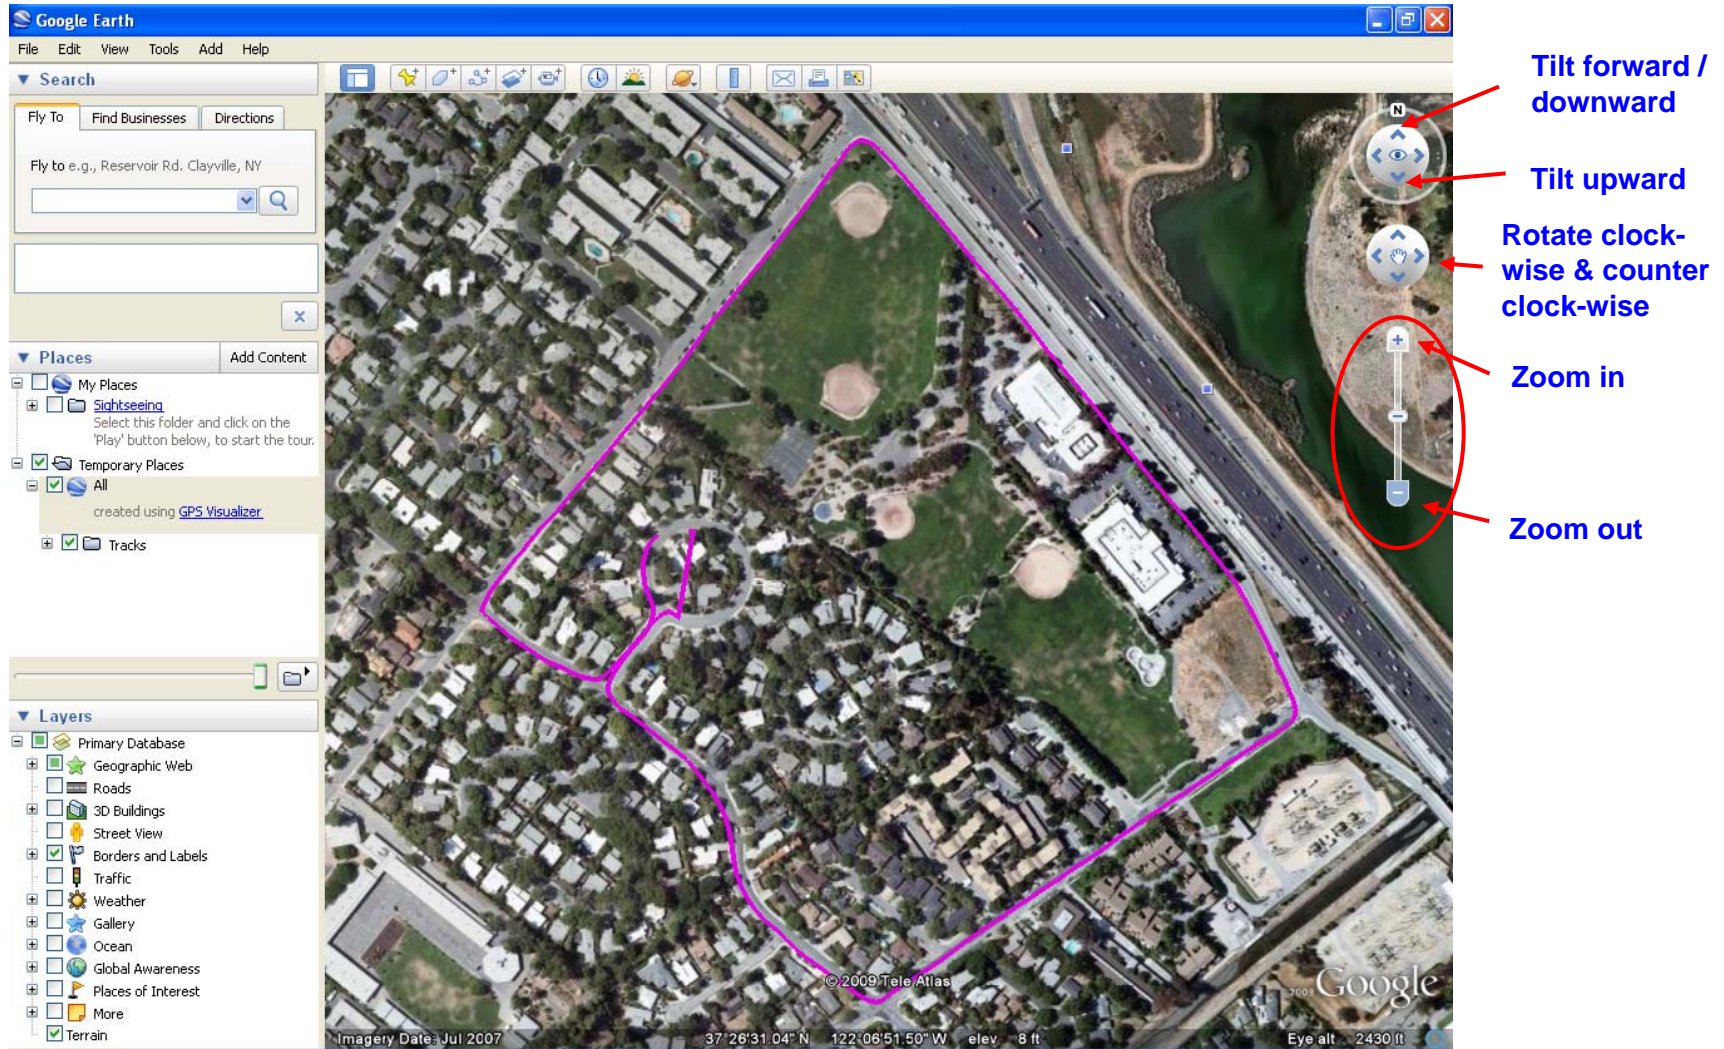 Google Earth
File Edit View Tools Add Help
Search
Fly To Find Businesses Directions
Fly to e.g., Reservoir Rd. Clayville, NY
Places
Add Content
My Places
Sightseeing
Select this folder and click on the
'Play' button below, to start the tour.
Temporary Places
All
created using GPS Visualizer
Tracks
Layers
Primary Database
Geographic Web
Roads
3D Buildings
Street View
Borders and Labels
Traffic
Weather
Gallery
Ocean
Global Awareness
Places of Interest
More
Terrain
N
© 2009 Tele Atlas
2009 Google
Imagery Date: Jul 2007 37°26'31.04" N 122°06'51.50" W elev 8 ft Eye alt 2430 ft
Tilt forward /
downward
Tilt upward
Rotate clock-
wise & counter
clock-wise
Zoom in
Zoom out